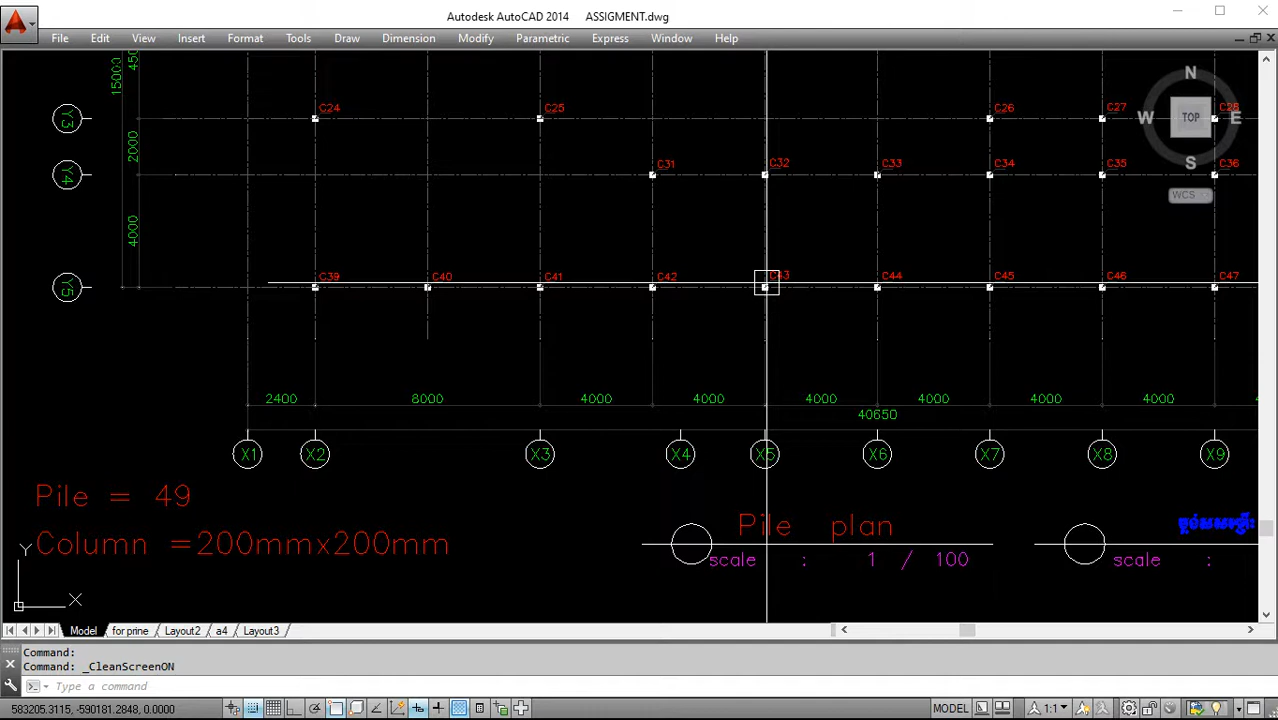 Autodesk AutoCAD 2014 ASSIGMENT.dwg
File Edit View Insert Format Tools Draw Dimension Modify Parametric Express Window Help
15000 450
N
W TOP E
S
WCS
Y3 C24 C25 C26 C27 C28
2000
Y4 C31 C32 C33 C34 C35 C36
4000
Y5 C39 C40 C41 C42 C43 C44 C45 C46 C47
2400 8000 4000 4000 4000 4000 4000 4000
40650
X1 X2 X3 X4 X5 X6 X7 X8 X9
Pile = 49
Column =200mmx200mm
Pile plan
scale : 1 / 100
scale :
Y
X
Model for prine Layout2 a4 Layout3
Command:
Command: _CleanScreenON
Type a command
583205.3115, -590181.2848, 0.0000 MODEL 1:1